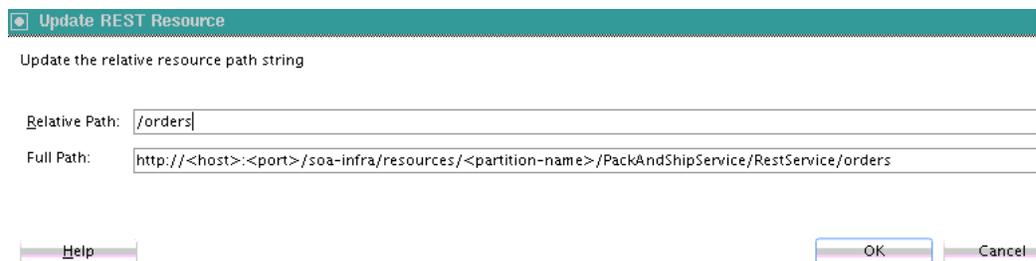 Update REST Resource
Update the relative resource path string
Relative Path: /orders
Full Path: http://<host>:<port>/soa-infra/resources/<partition-name>/PackAndShipService/RestService/orders
Help OK Cancel